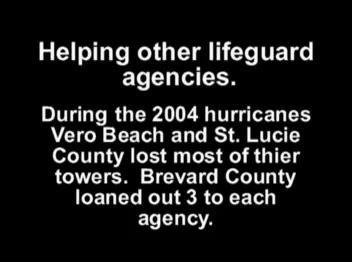 Helping other lifeguard
agencies.
During the 2004 hurricanes
Vero Beach and St. Lucie
County lost most of thier
towers.  Brevard County
loaned out 3 to each
agency.